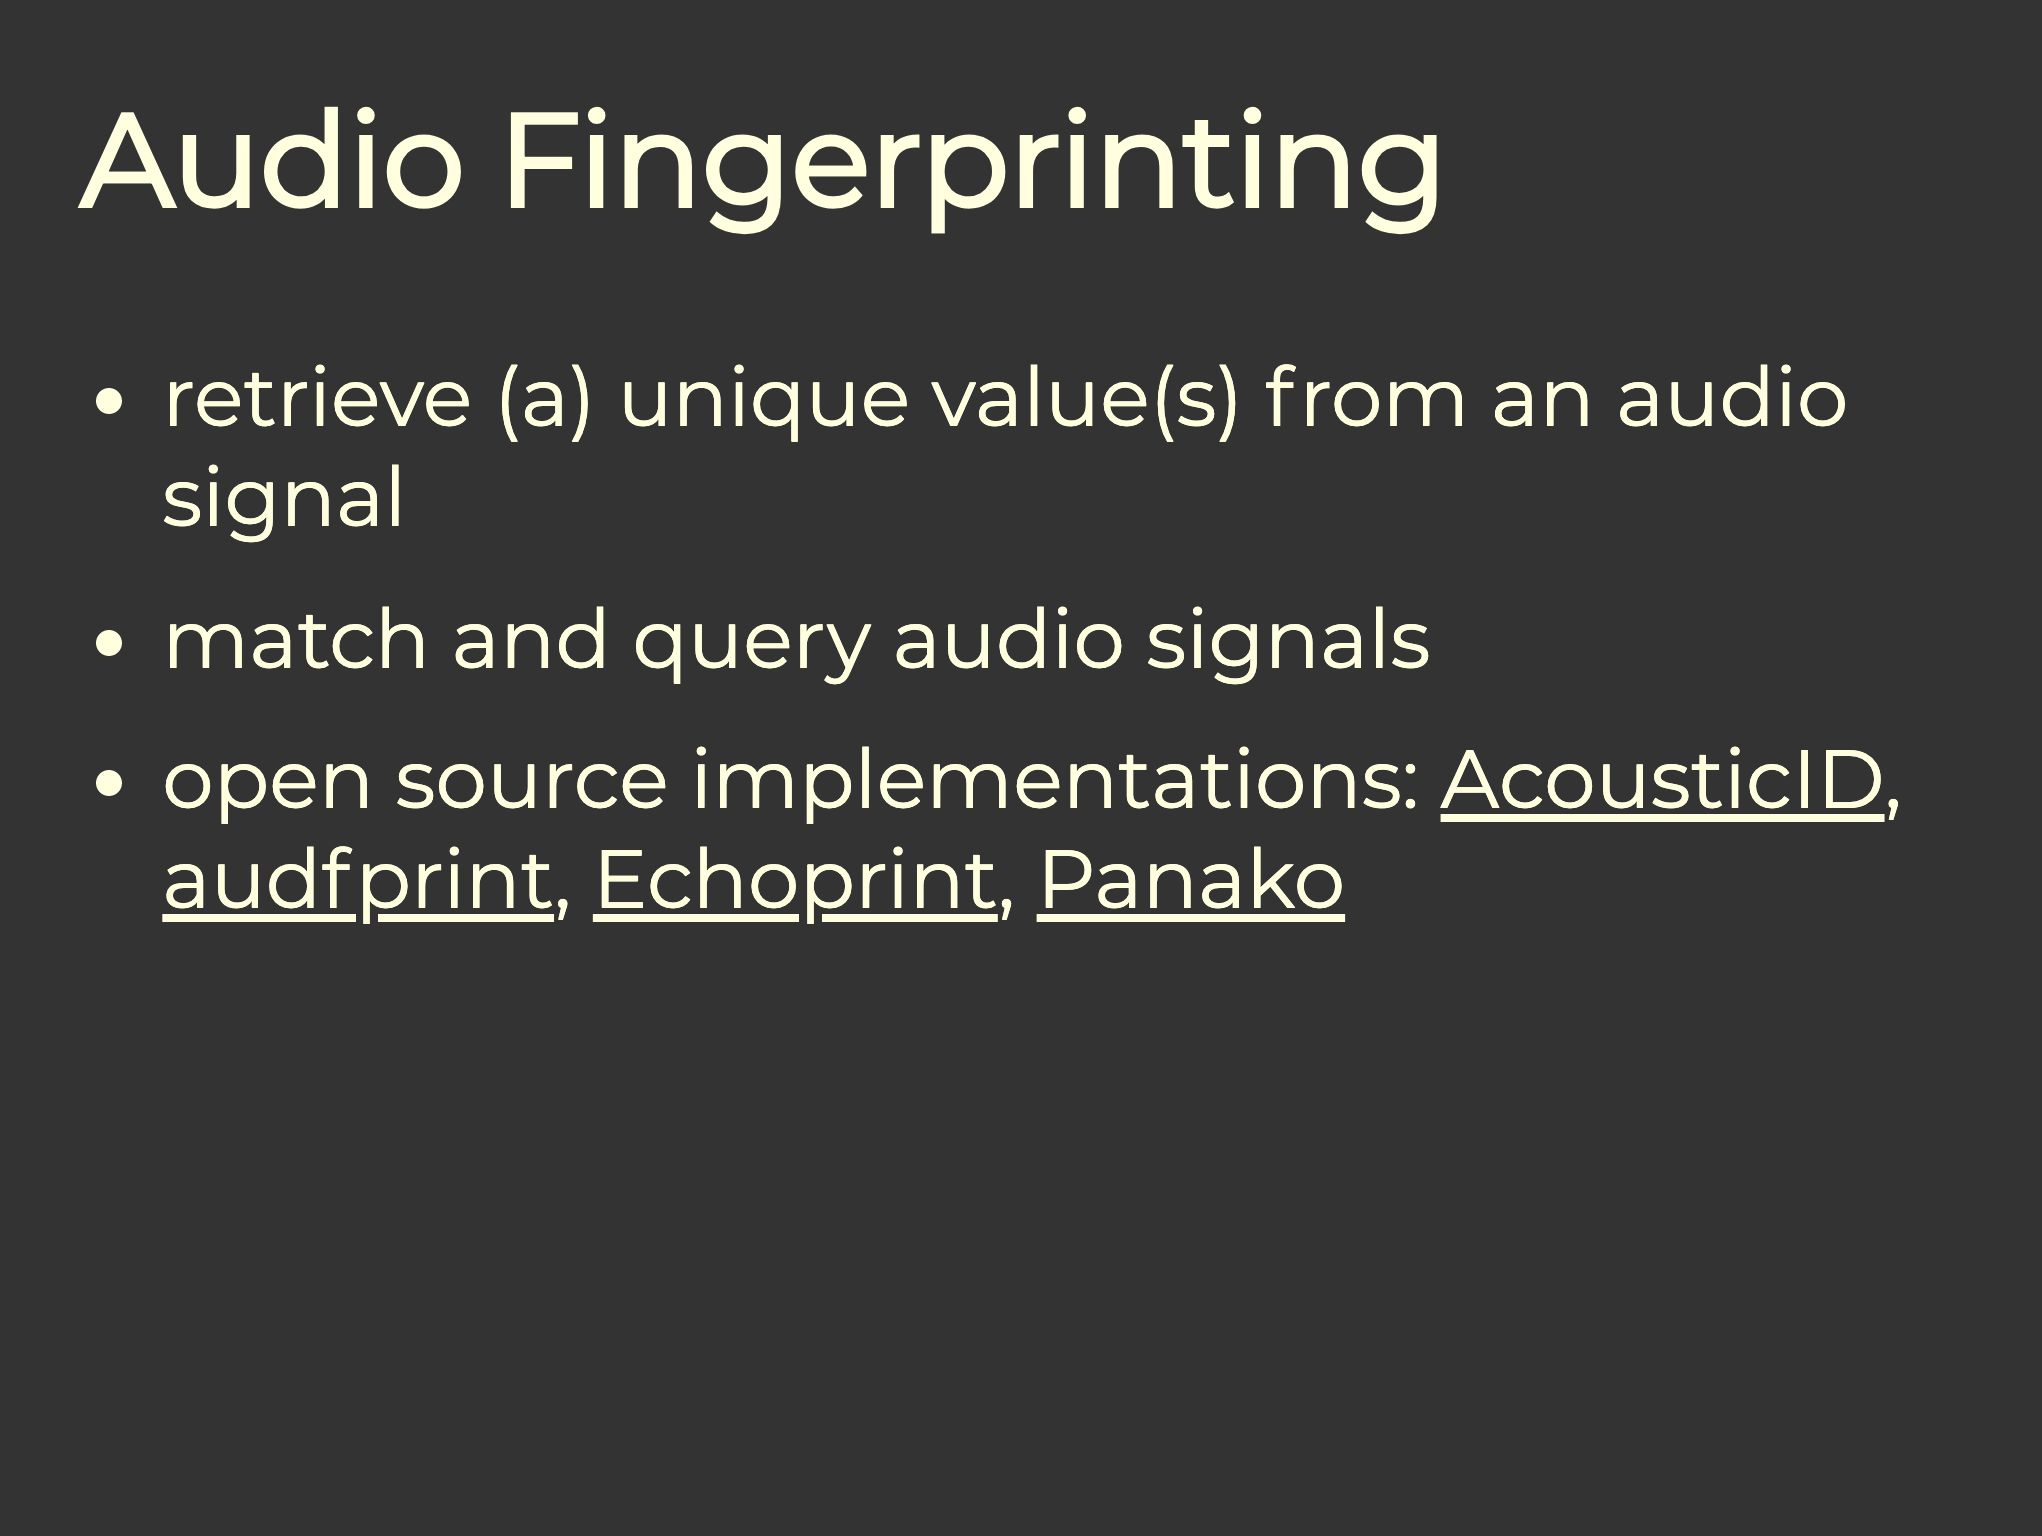 Audio Fingerprinting
• retrieve (a) unique value(s) from an audio
signal
• match and query audio signals
• open source implementations: AcousticID,
audfprint, Echoprint, Panako